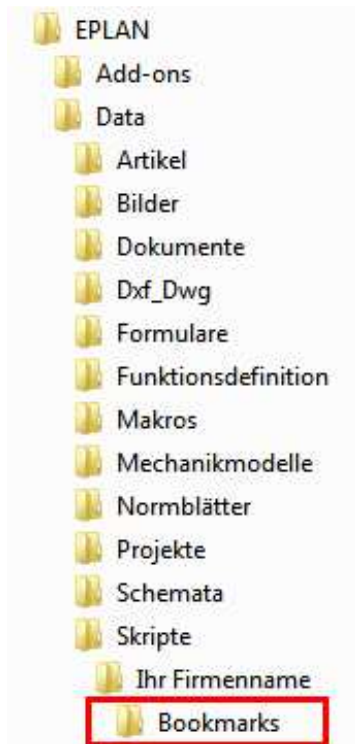 EPLAN
Add-ons
Data
Artikel
Bilder
Dokumente
Dxf_Dwg
Formulare
Funktionsdefinition
Makros
Mechanikmodelle
Normblätter
Projekte
Schemata
Skripte
Ihr Firmenname
Bookmarks